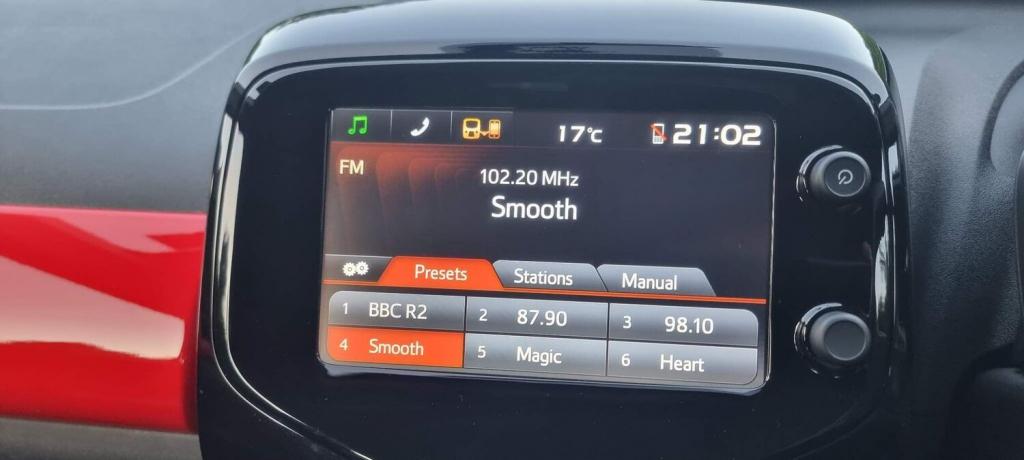 17°C 21:02
FM
102.20 MHz
Smooth
Presets Stations Manual
1 BBC R2 2 87.90 3 98.10
4 Smooth 5 Magic 6 Heart